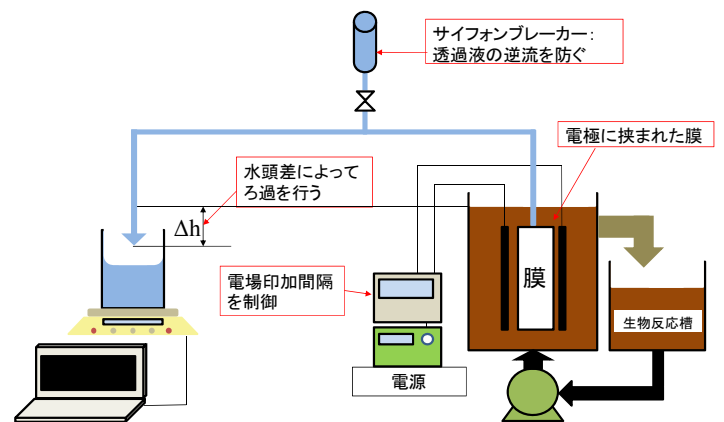 サイフォンブレーカー：
透過液の逆流を防ぐ
電極に挟まれた膜
水頭差によって
ろ過を行う
Δh
電場印加間隔
を制御
膜
生物反応槽
電源